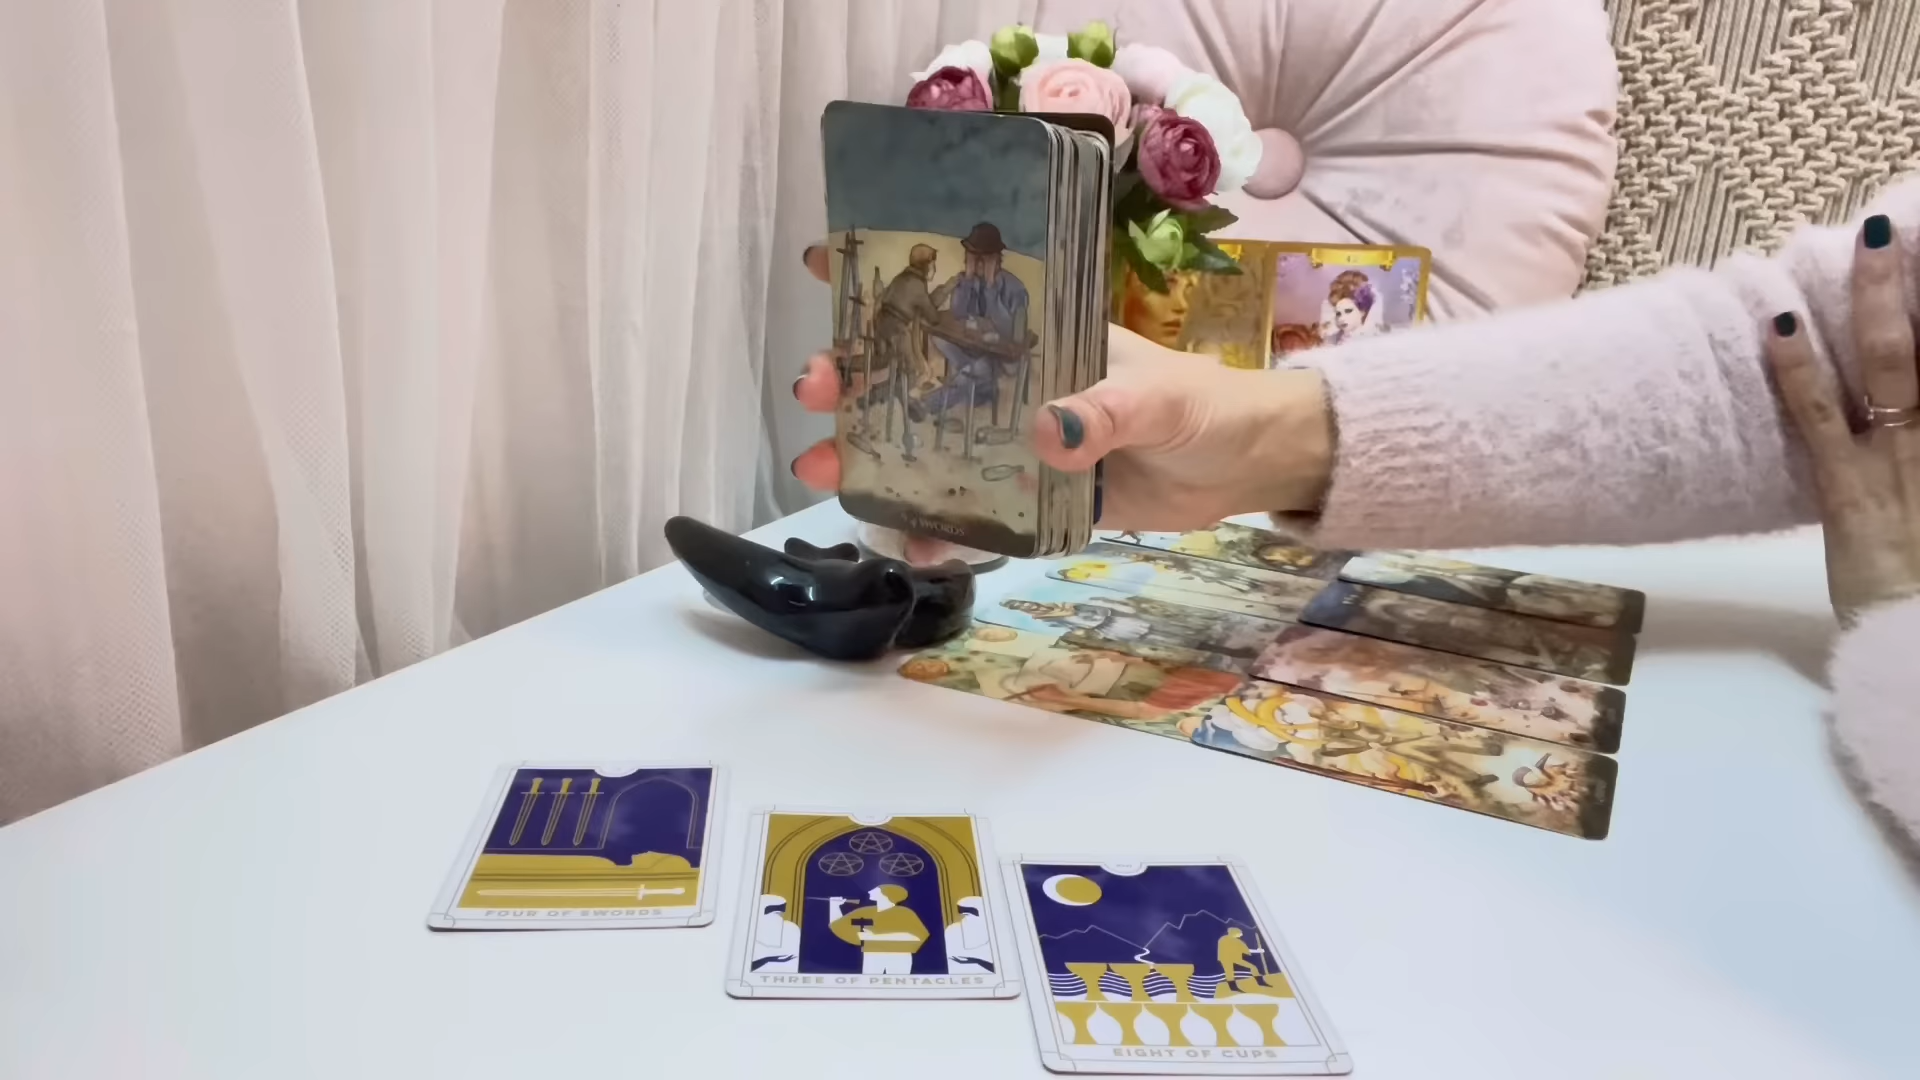 FOUR OF SWORDS
THREE OF PENTACLES
EIGHT OF CUPS